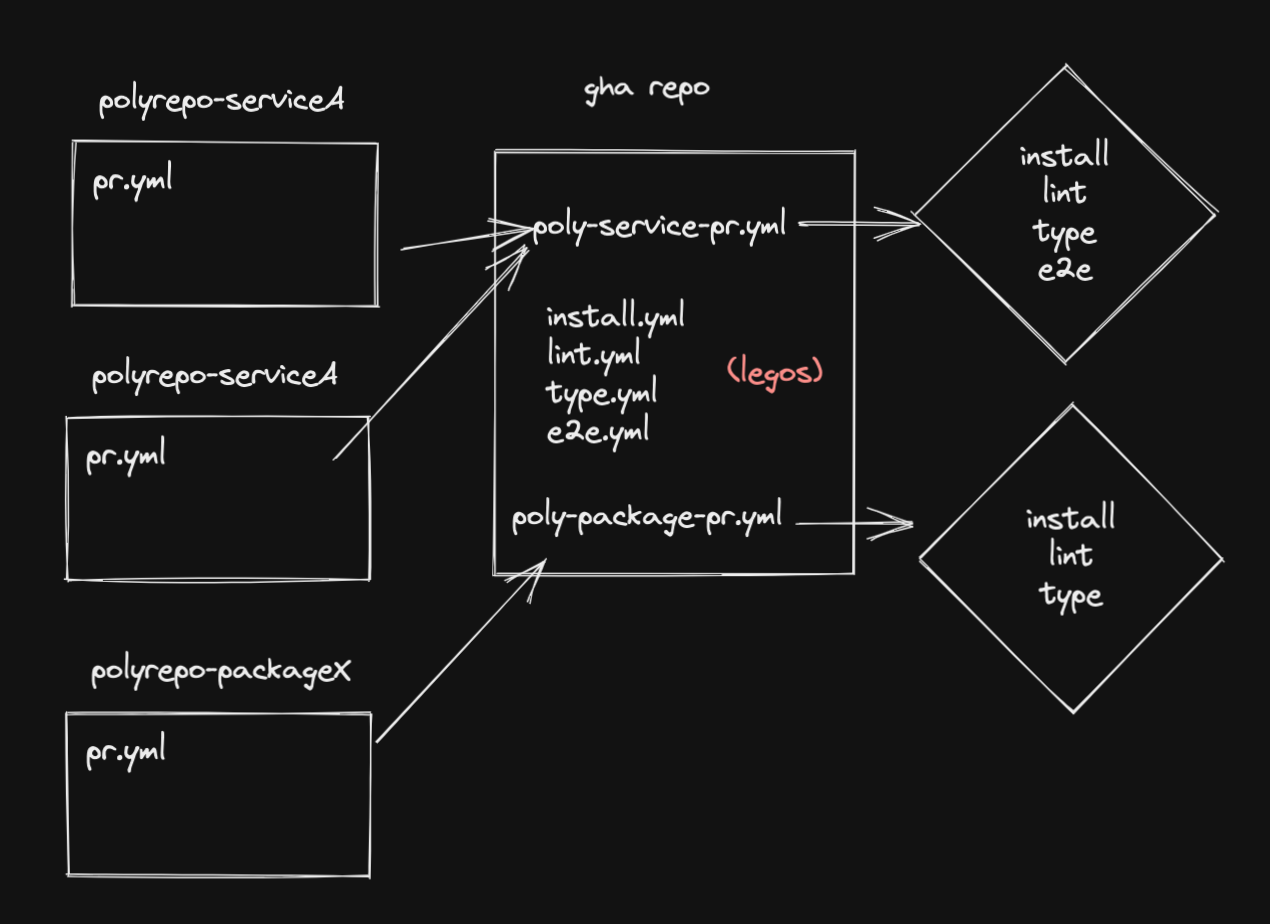 polyrepo-serviceA
pr.yml
polyrepo-serviceA
pr.yml
polyrepo-packageX
pr.yml
gha repo
poly-service-pr.yml
install.yml
lint.yml
type.yml
e2e.yml
(legos)
poly-package-pr.yml
install
lint
type
e2e
install
lint
type